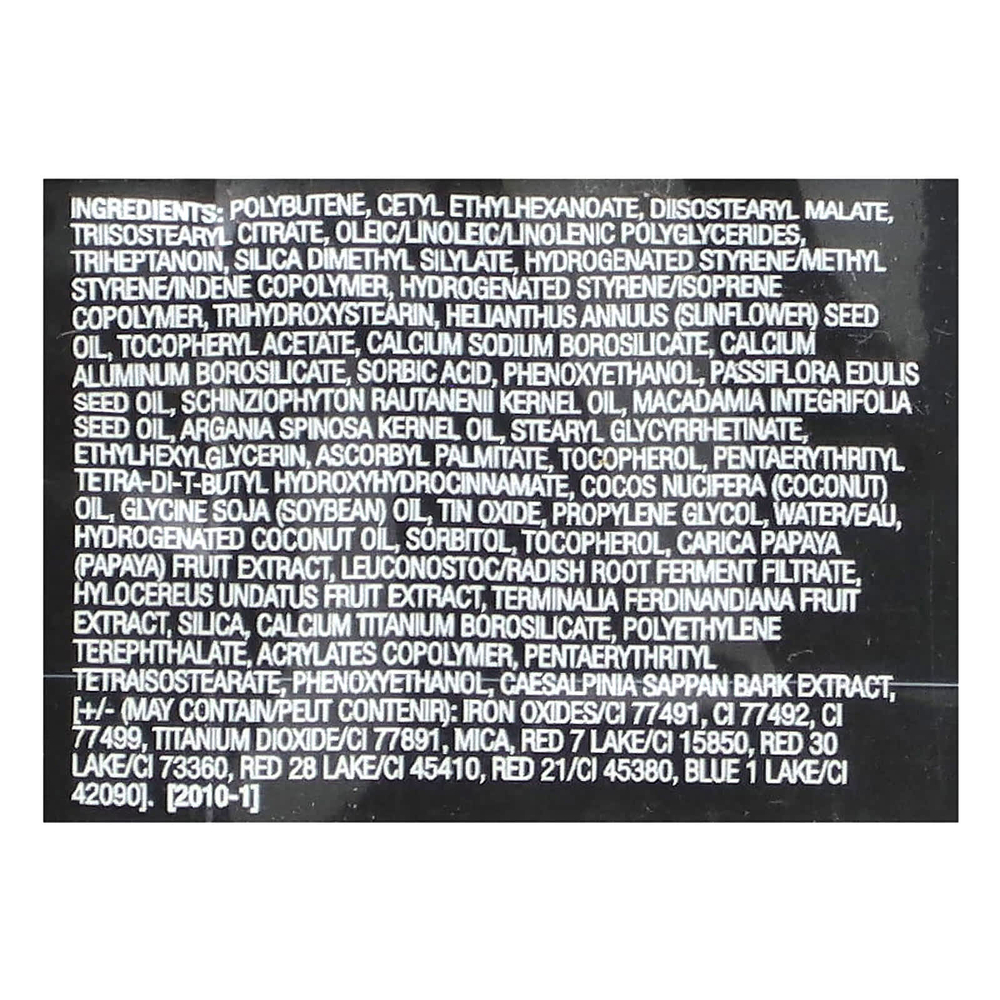 INGREDIENTS: POLYBUTENE, CETYL ETHYLHEXANOATE, DIISOSTEARYL MALATE,
TRIISOSTEARYL CITRATE, OLEIC/LINOLEIC/LINOLENIC POLYGLYCERIDES,
TRIHEPTANOIN, SILICA DIMETHYL SILYLATE, HYDROGENATED STYRENE/METHYL
STYRENE/INDENE COPOLYMER, HYDROGENATED STYRENE/ISOPRENE
COPOLYMER, TRIHYDROXYSTEARIN, HELIANTHUS ANNUUS (SUNFLOWER) SEED
OIL, TOCOPHERYL ACETATE, CALCIUM SODIUM BOROSILICATE, CALCIUM
ALUMINUM BOROSILICATE, SORBIC ACID, PHENOXYETHANOL, PASSIFLORA EDULIS
SEED OIL, SCHINZIOPHYTON RAUTANENII KERNEL OIL, MACADAMIA INTEGRIFOLIA
SEED OIL, ARGANIA SPINOSA KERNEL OIL, STEARYL GLYCYRRHETINATE,
ETHYLHEXYLGLYCERIN, ASCORBYL PALMITATE, TOCOPHEROL, PENTAERYTHRITYL
TETRA-DI-T-BUTYL HYDROXYHYDROCINNAMATE, COCOS NUCIFERA (COCONUT)
OIL, GLYCINE SOJA (SOYBEAN) OIL, TIN OXIDE, PROPYLENE GLYCOL, WATER/EAU,
HYDROGENATED COCONUT OIL, SORBITOL, TOCOPHEROL, CARICA PAPAYA
(PAPAYA) FRUIT EXTRACT, LEUCONOSTOC/RADISH ROOT FERMENT FILTRATE,
HYLOCEREUS UNDATUS FRUIT EXTRACT, TERMINALIA FERDINANDIANA FRUIT
EXTRACT, SILICA, CALCIUM TITANIUM BOROSILICATE, POLYETHYLENE
TEREPHTHALATE, ACRYLATES COPOLYMER, PENTAERYTHRITYL
TETRAISOSTEARATE, PHENOXYETHANOL, CAESALPINIA SAPPAN BARK EXTRACT,
[+/- (MAY CONTAIN/PEUT CONTENIR): IRON OXIDES/CI 77491, CI 77492, CI
77499, TITANIUM DIOXIDE/CI 77891, MICA, RED 7 LAKE/CI 15850, RED 30
LAKE/CI 73360, RED 28 LAKE/CI 45410, RED 21/CI 45380, BLUE 1 LAKE/CI
42090]. [2010-1]